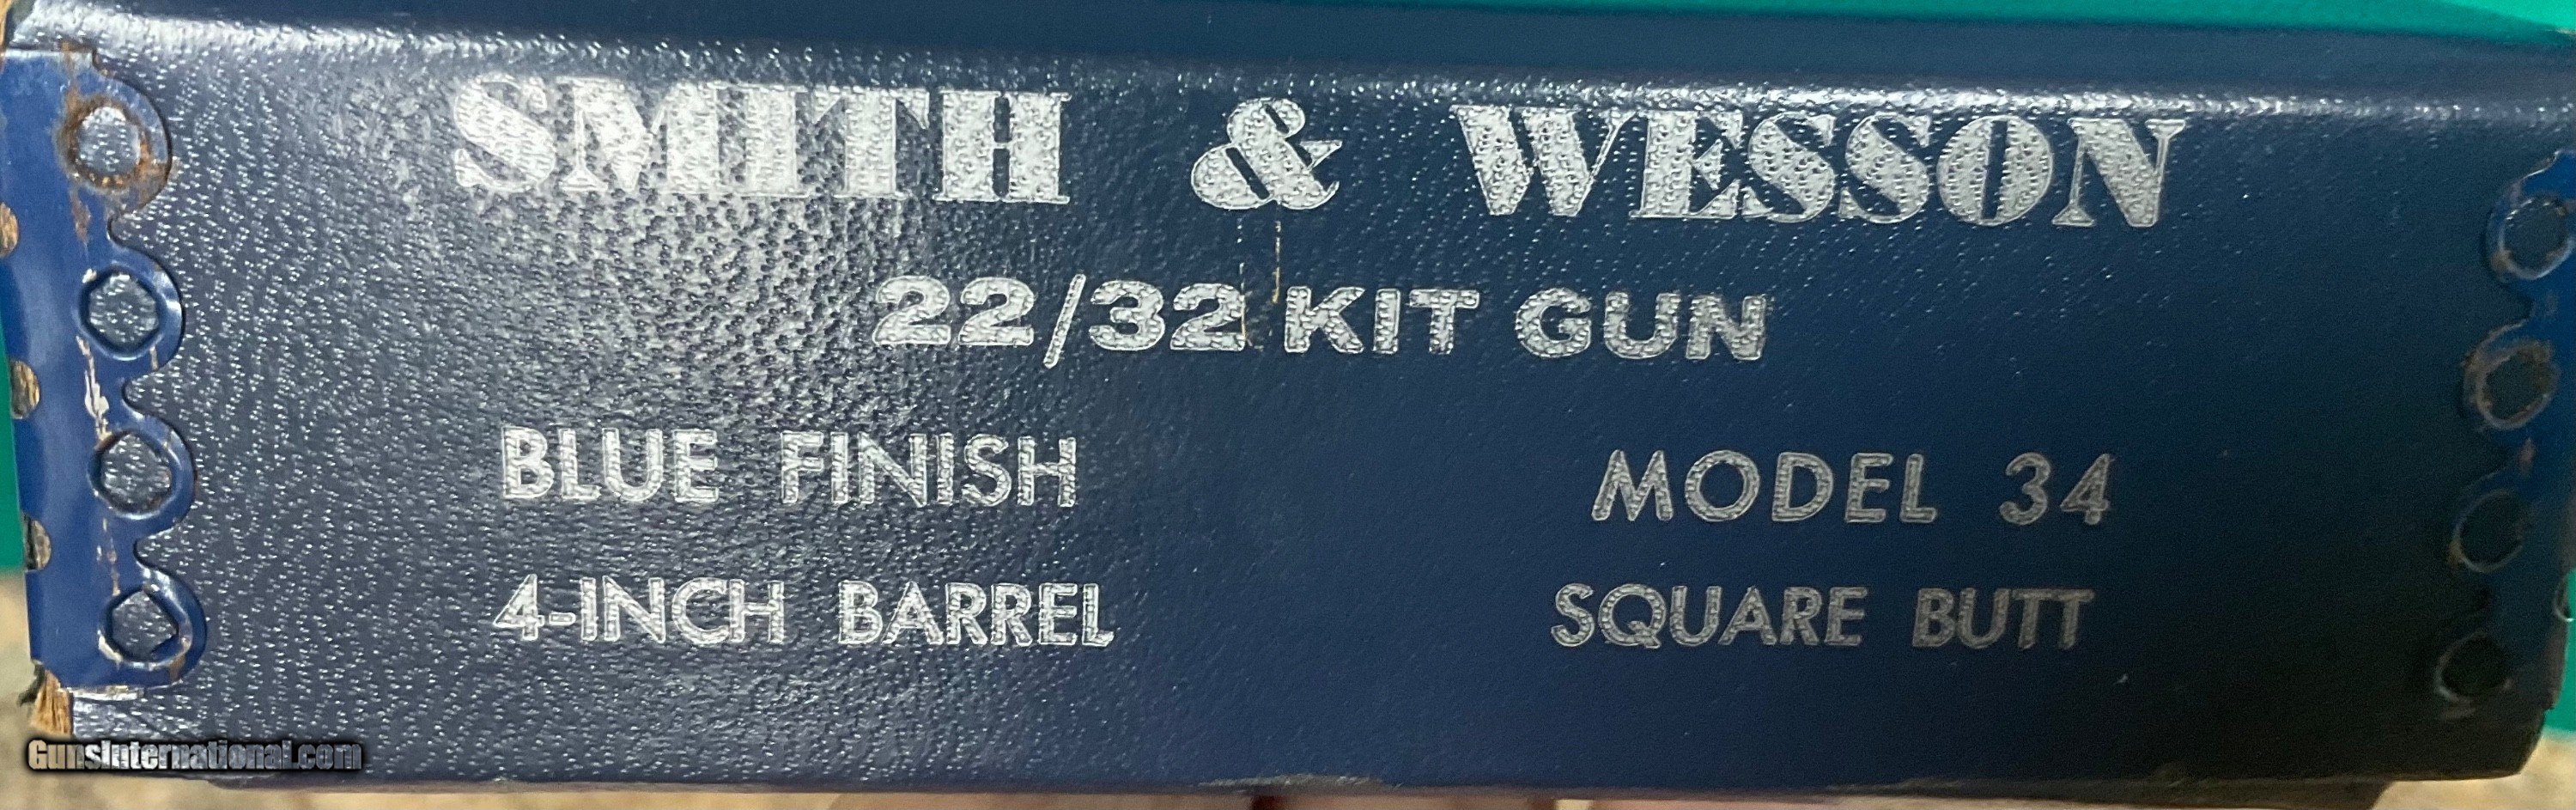 SMITH & WESSON
22/32 KIT GUN
BLUE FINISH MODEL 34
4-INCH BARREL SQUARE BUTT
GunsInternational.com